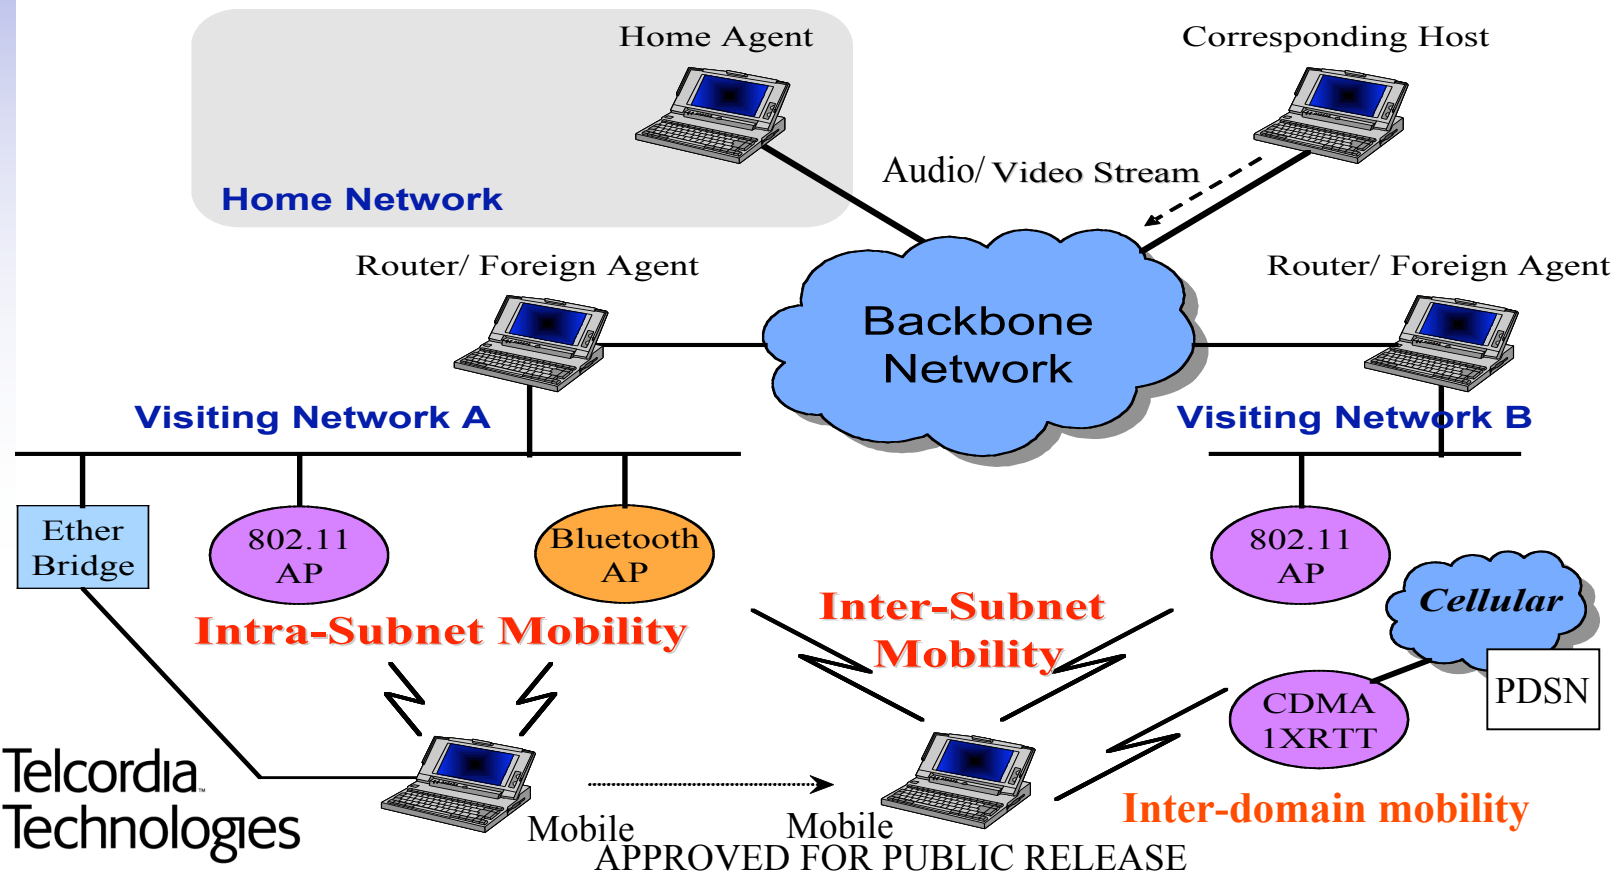 Home Agent
Corresponding Host
Audio/ Video Stream
Home Network
Router/ Foreign Agent
Router/ Foreign Agent
Backbone
Network
Visiting Network A
Visiting Network B
Ether
Bridge
802.11
AP
Bluetooth
AP
802.11
AP
Cellular
Intra-Subnet Mobility
Inter-Subnet
Mobility
PDSN
CDMA
1XRTT
Telcordia™
Technologies
Inter-domain mobility
Mobile
Mobile
APPROVED FOR PUBLIC RELEASE